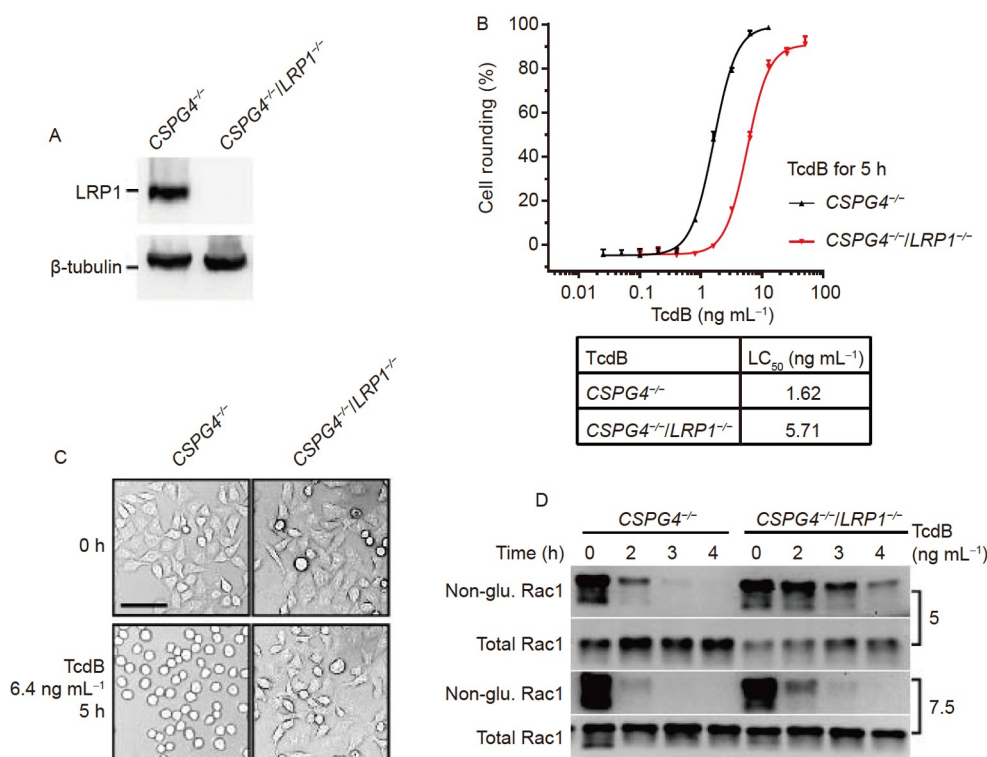 A
CSPG4⁻/⁻
CSPG4⁻/⁻/LRP1⁻/⁻
LRP1
β-tubulin
B
Cell rounding (%)
100
80
60
40
20
0
0.01
0.1
1
10
100
TcdB (ng mL⁻¹)
TcdB for 5 h
CSPG4⁻/⁻
CSPG4⁻/⁻/LRP1⁻/⁻
TcdB LC₅₀ (ng mL⁻¹)
CSPG4⁻/⁻ 1.62
CSPG4⁻/⁻/LRP1⁻/⁻ 5.71
C
CSPG4⁻/⁻
CSPG4⁻/⁻/LRP1⁻/⁻
0 h
TcdB
6.4 ng mL⁻¹
5 h
D
CSPG4⁻/⁻ CSPG4⁻/⁻/LRP1⁻/⁻ TcdB
Time (h) 0 2 3 4 0 2 3 4 (ng mL⁻¹)
Non-glu. Rac1
5
Total Rac1
Non-glu. Rac1
7.5
Total Rac1